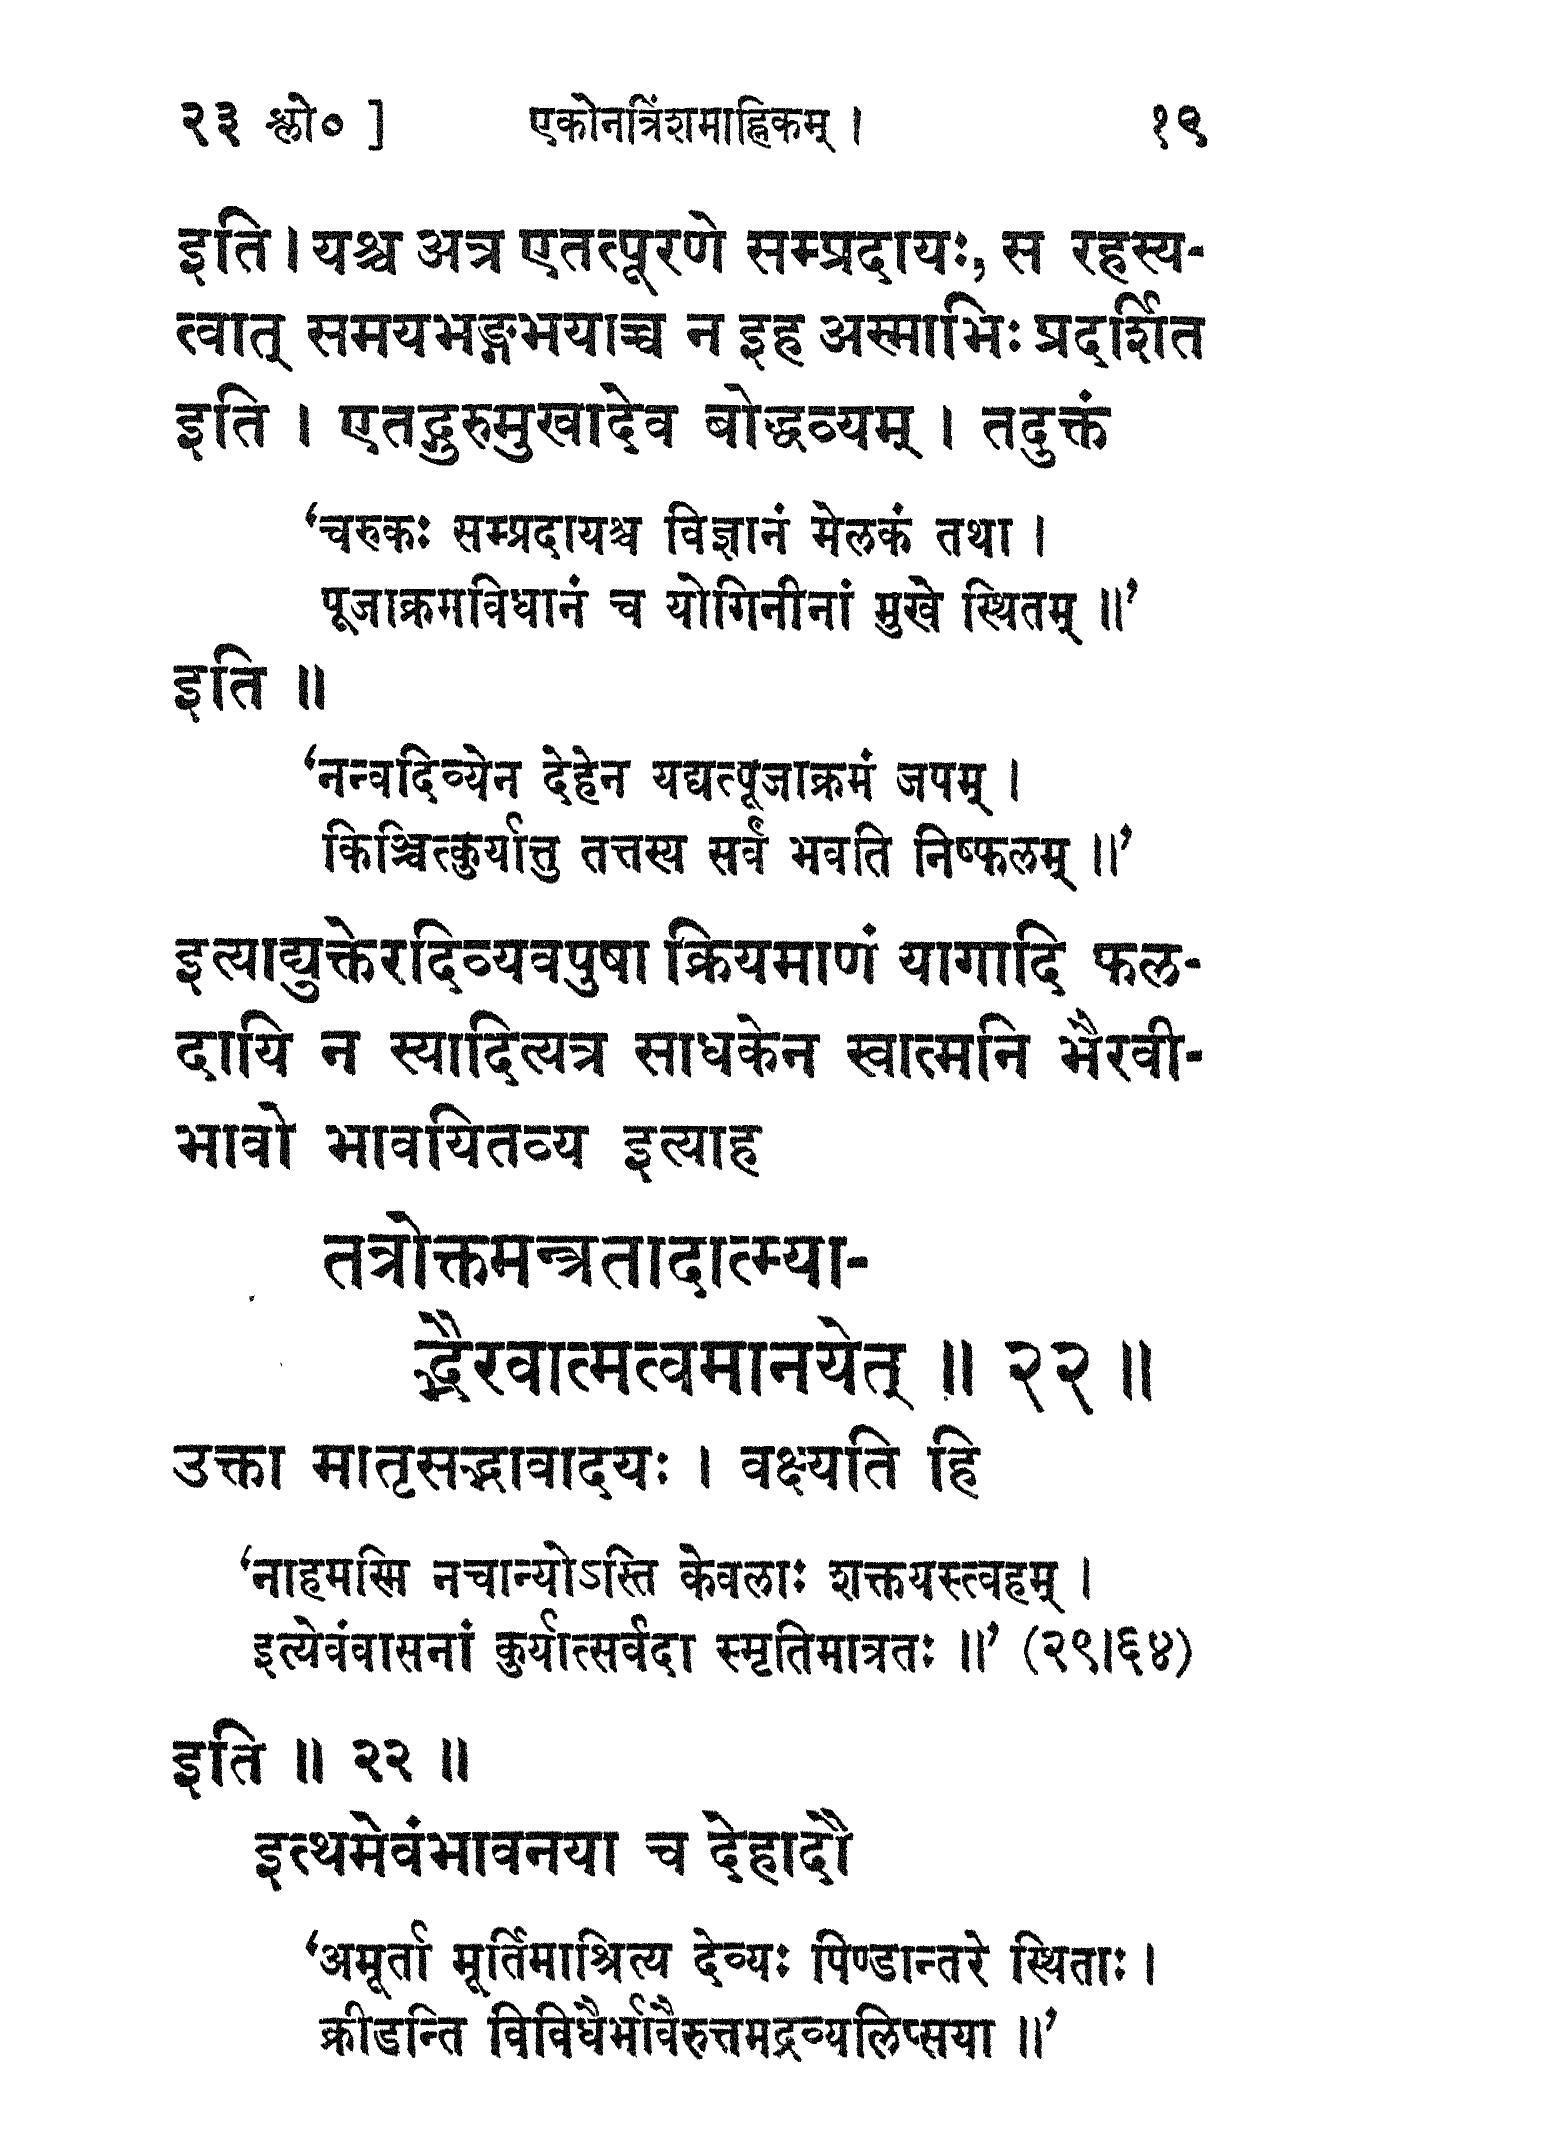 २३ श्लो० ] एकोनत्रिंशमाह्निकम् । १९
इति । यश्च अत्र एतत्पूरणे सम्प्रदायः, स रहस्य-
त्वात् समयभङ्गभयाच्च न इह अस्माभिः प्रदर्शित
इति । एतद्गुरुमुखादेव बोद्धव्यम् । तदुक्तं
‘चरुकः सम्प्रदायश्च विज्ञानं मेलकं तथा ।
पूजाक्रमविधानं च योगिनीनां मुखे स्थितम् ॥’
इति ॥
‘नन्वदिव्येन देहेन यद्यत्पूजाक्रमं जपम् ।
किञ्चित्कुर्यात्तु तत्तस्य सर्वं भवति निष्फलम् ॥’
इत्याद्युक्तेरदिव्यवपुषा क्रियमाणं यागादि फल-
दायि न स्यादित्यत्र साधकेन स्वात्मनि भैरवी-
भावो भावयितव्य इत्याह
तत्रोक्तमन्त्रतादात्म्या-
द्भैरवात्मत्वमानयेत् ॥ २२ ॥
उक्ता मातृसद्भावादयः । वक्ष्यति हि
‘नाहमस्मि नचान्योऽस्ति केवलाः शक्तयस्त्वहम् ।
इत्येवंवासनां कुर्यात्सर्वदा स्मृतिमात्रतः ॥’ (२९।६४)
इति ॥ २२ ॥
इत्थमेवंभावनया च देहादौ
‘अमूर्ता मूर्तिमाश्रित्य देव्यः पिण्डान्तरे स्थिताः ।
क्रीडन्ति विविधैर्भावैरुत्तमद्रव्यलिप्सया ॥’